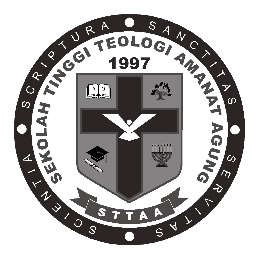 SCRIPTURA
SANCTITAS
SERVITAS
SCIENTIA
SEKOLAH TINGGI TEOLOGI AMANAT AGUNG
1997
STTAA